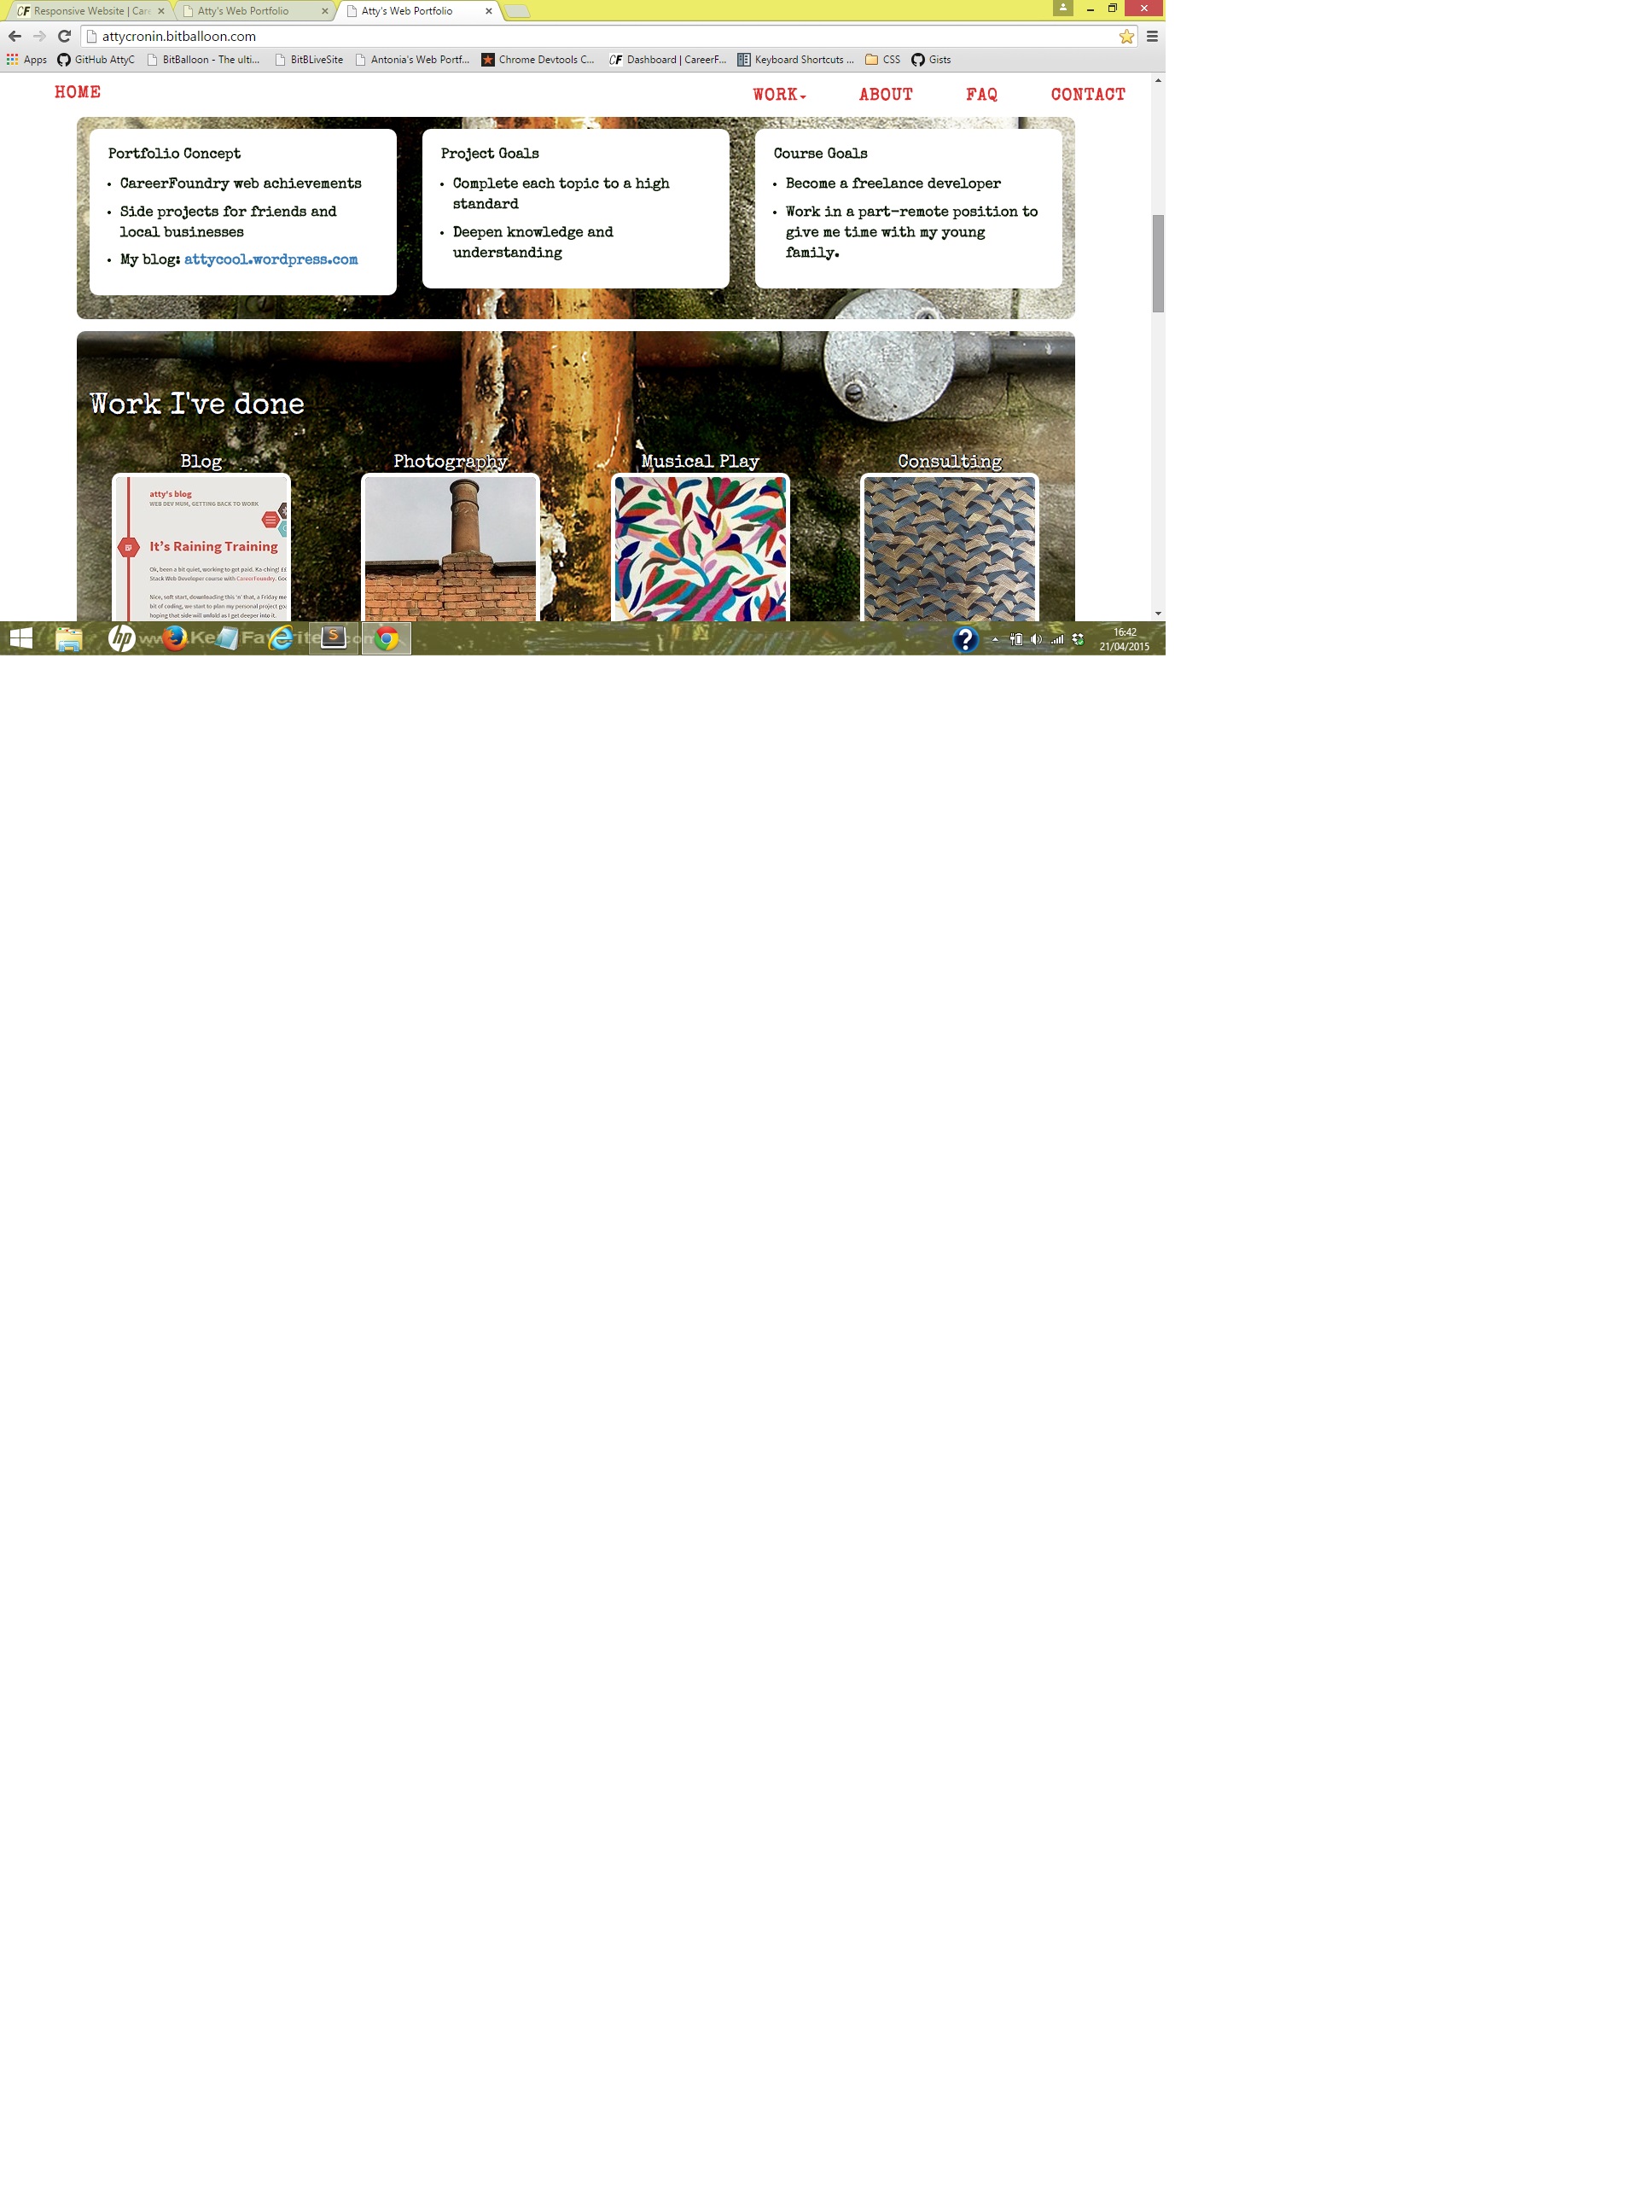 CF Responsive Website | Car
Atty's Web Portfolio
Atty's Web Portfolio
attycronin.bitballoon.com
Apps GitHub AttyC BitBalloon - The ulti... BitBLiveSite Antonia's Web Portf... Chrome Devtools C... CF Dashboard | CareerF... Keyboard Shortcuts ... CSS Gists
HOME WORK ABOUT FAQ CONTACT
Portfolio Concept
• CareerFoundry web achievements
• Side projects for friends and
local businesses
• My blog: attycool.wordpress.com
Project Goals
• Complete each topic to a high
standard
• Deepen knowledge and
understanding
Course Goals
• Become a freelance developer
• Work in a part-remote position to
give me time with my young
family.
Work I've done
Blog Photography Musical Play Consulting
atty's blog
WEB DEV MUM, GETTING BACK TO WORK
It's Raining Training
Ok, been a bit quiet, working to get paid. Ka-ching!
Stack Web Developer course with CareerFoundry.
Nice, soft start, downloading this 'n' that, a Friday
bit of coding, we start to plan my personal project
hoping that side will unfold as I get deeper into it.
hp
S
?
16:42
21/04/2015